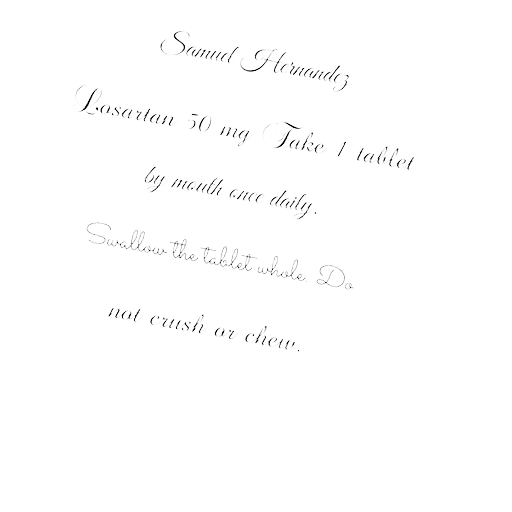 Samuel Hernandez
Losartan 50 mg Take 1 tablet
by mouth once daily.
Swallow the tablet whole. Do
not crush or chew.